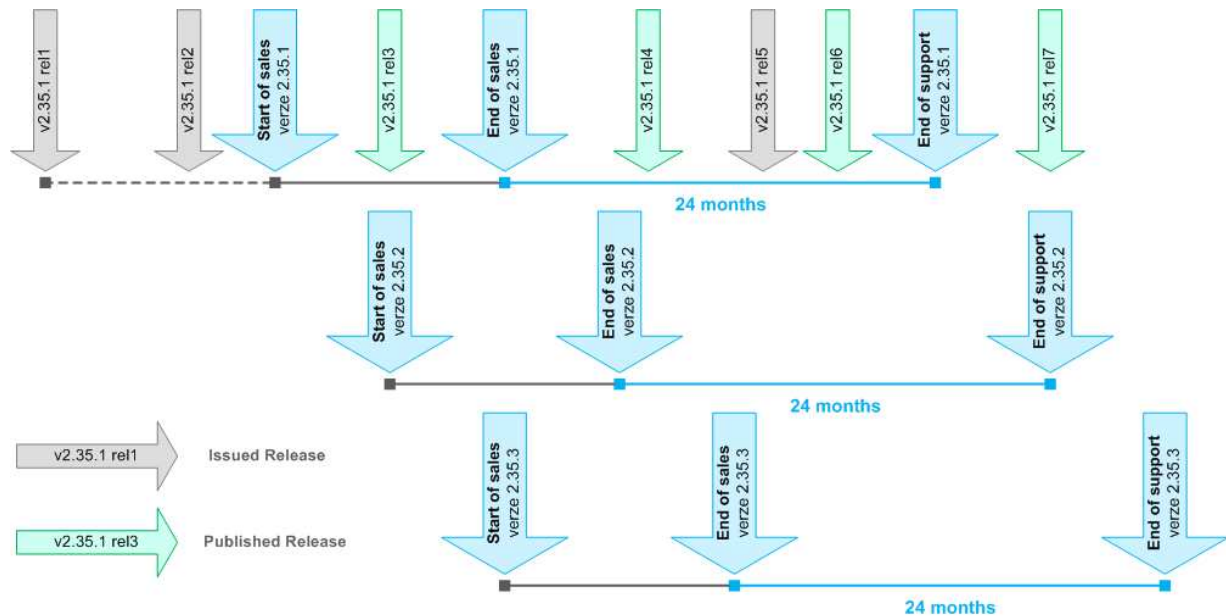 v2.35.1 rel1
v2.35.1 rel2
Start of sales
verze 2.35.1
v2.35.1 rel3
End of sales
verze 2.35.1
v2.35.1 rel4
v2.35.1 rel5
v2.35.1 rel6
End of support
verze 2.35.1
v2.35.1 rel7
24 months
Start of sales
verze 2.35.2
End of sales
verze 2.35.2
End of support
verze 2.35.2
24 months
v2.35.1 rel1
Issued Release
v2.35.1 rel3
Published Release
Start of sales
verze 2.35.3
End of sales
verze 2.35.3
End of support
verze 2.35.3
24 months